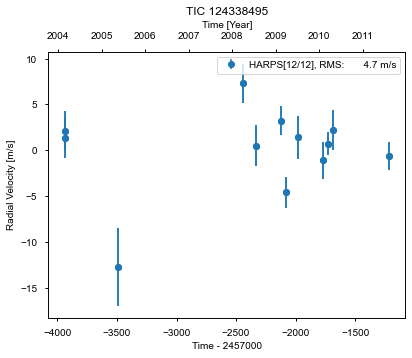 TIC 124338495
Time [Year]
2004 2005 2006 2007 2008 2009 2010 2011
HARPS[12/12], RMS: 4.7 m/s
10
5
0
−5
−10
−15
Radial Velocity [m/s]
−4000 −3500 −3000 −2500 −2000 −1500
Time - 2457000